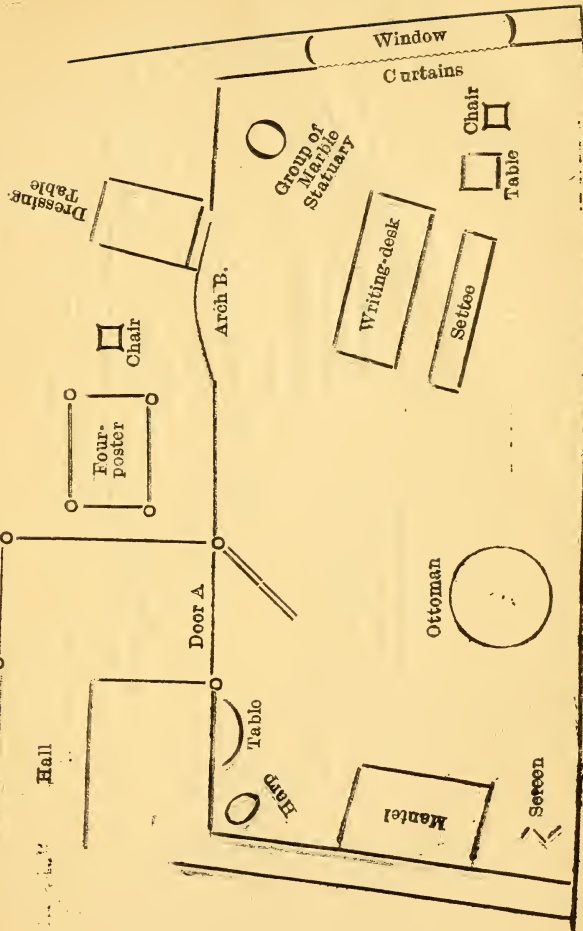 Window
Curtains
Chair
Table
Group of
Marble
Statuary
Dressing-
Table
Writing-desk
Settee
Arch B.
Chair
Four-
poster
Door A
Ottoman
Hall
Table
Harp
Mantel
Screen